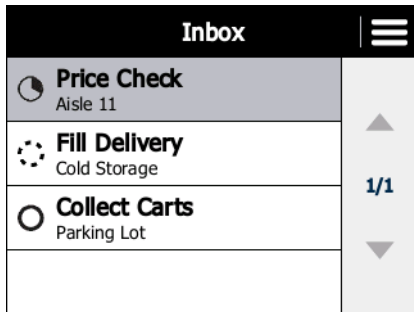 Inbox
Price Check
Aisle 11
Fill Delivery
Cold Storage
1/1
Collect Carts
Parking Lot